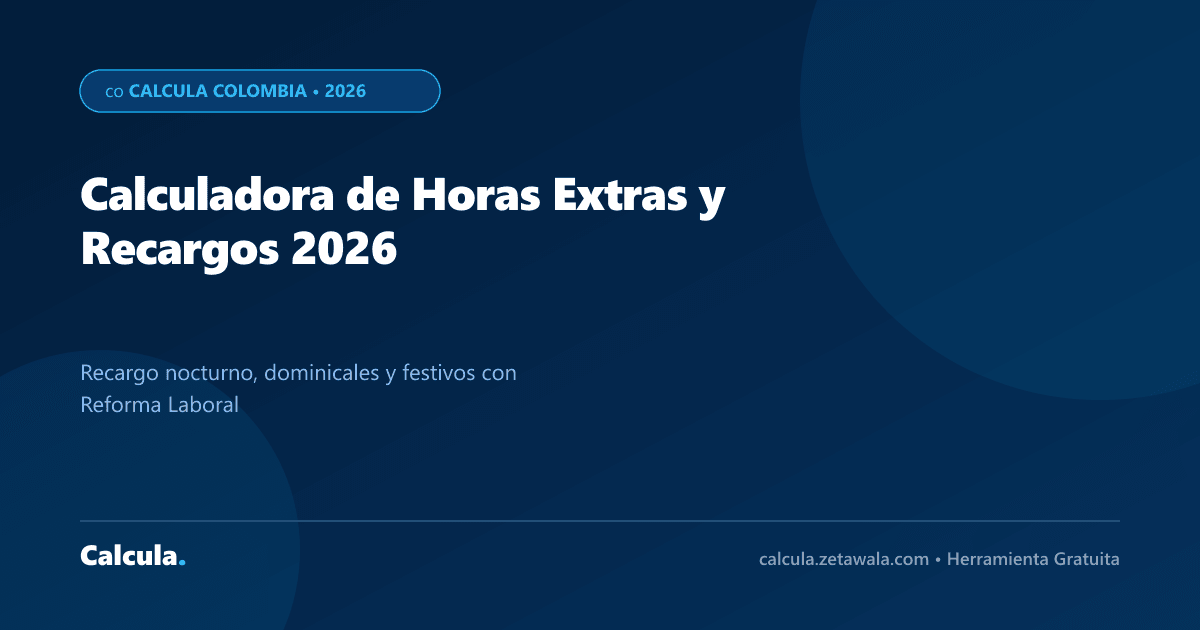 co CALCULA COLOMBIA • 2026
Calculadora de Horas Extras y
Recargos 2026
Recargo nocturno, dominicales y festivos con
Reforma Laboral
Calcula.
calcula.zetawala.com • Herramienta Gratuita